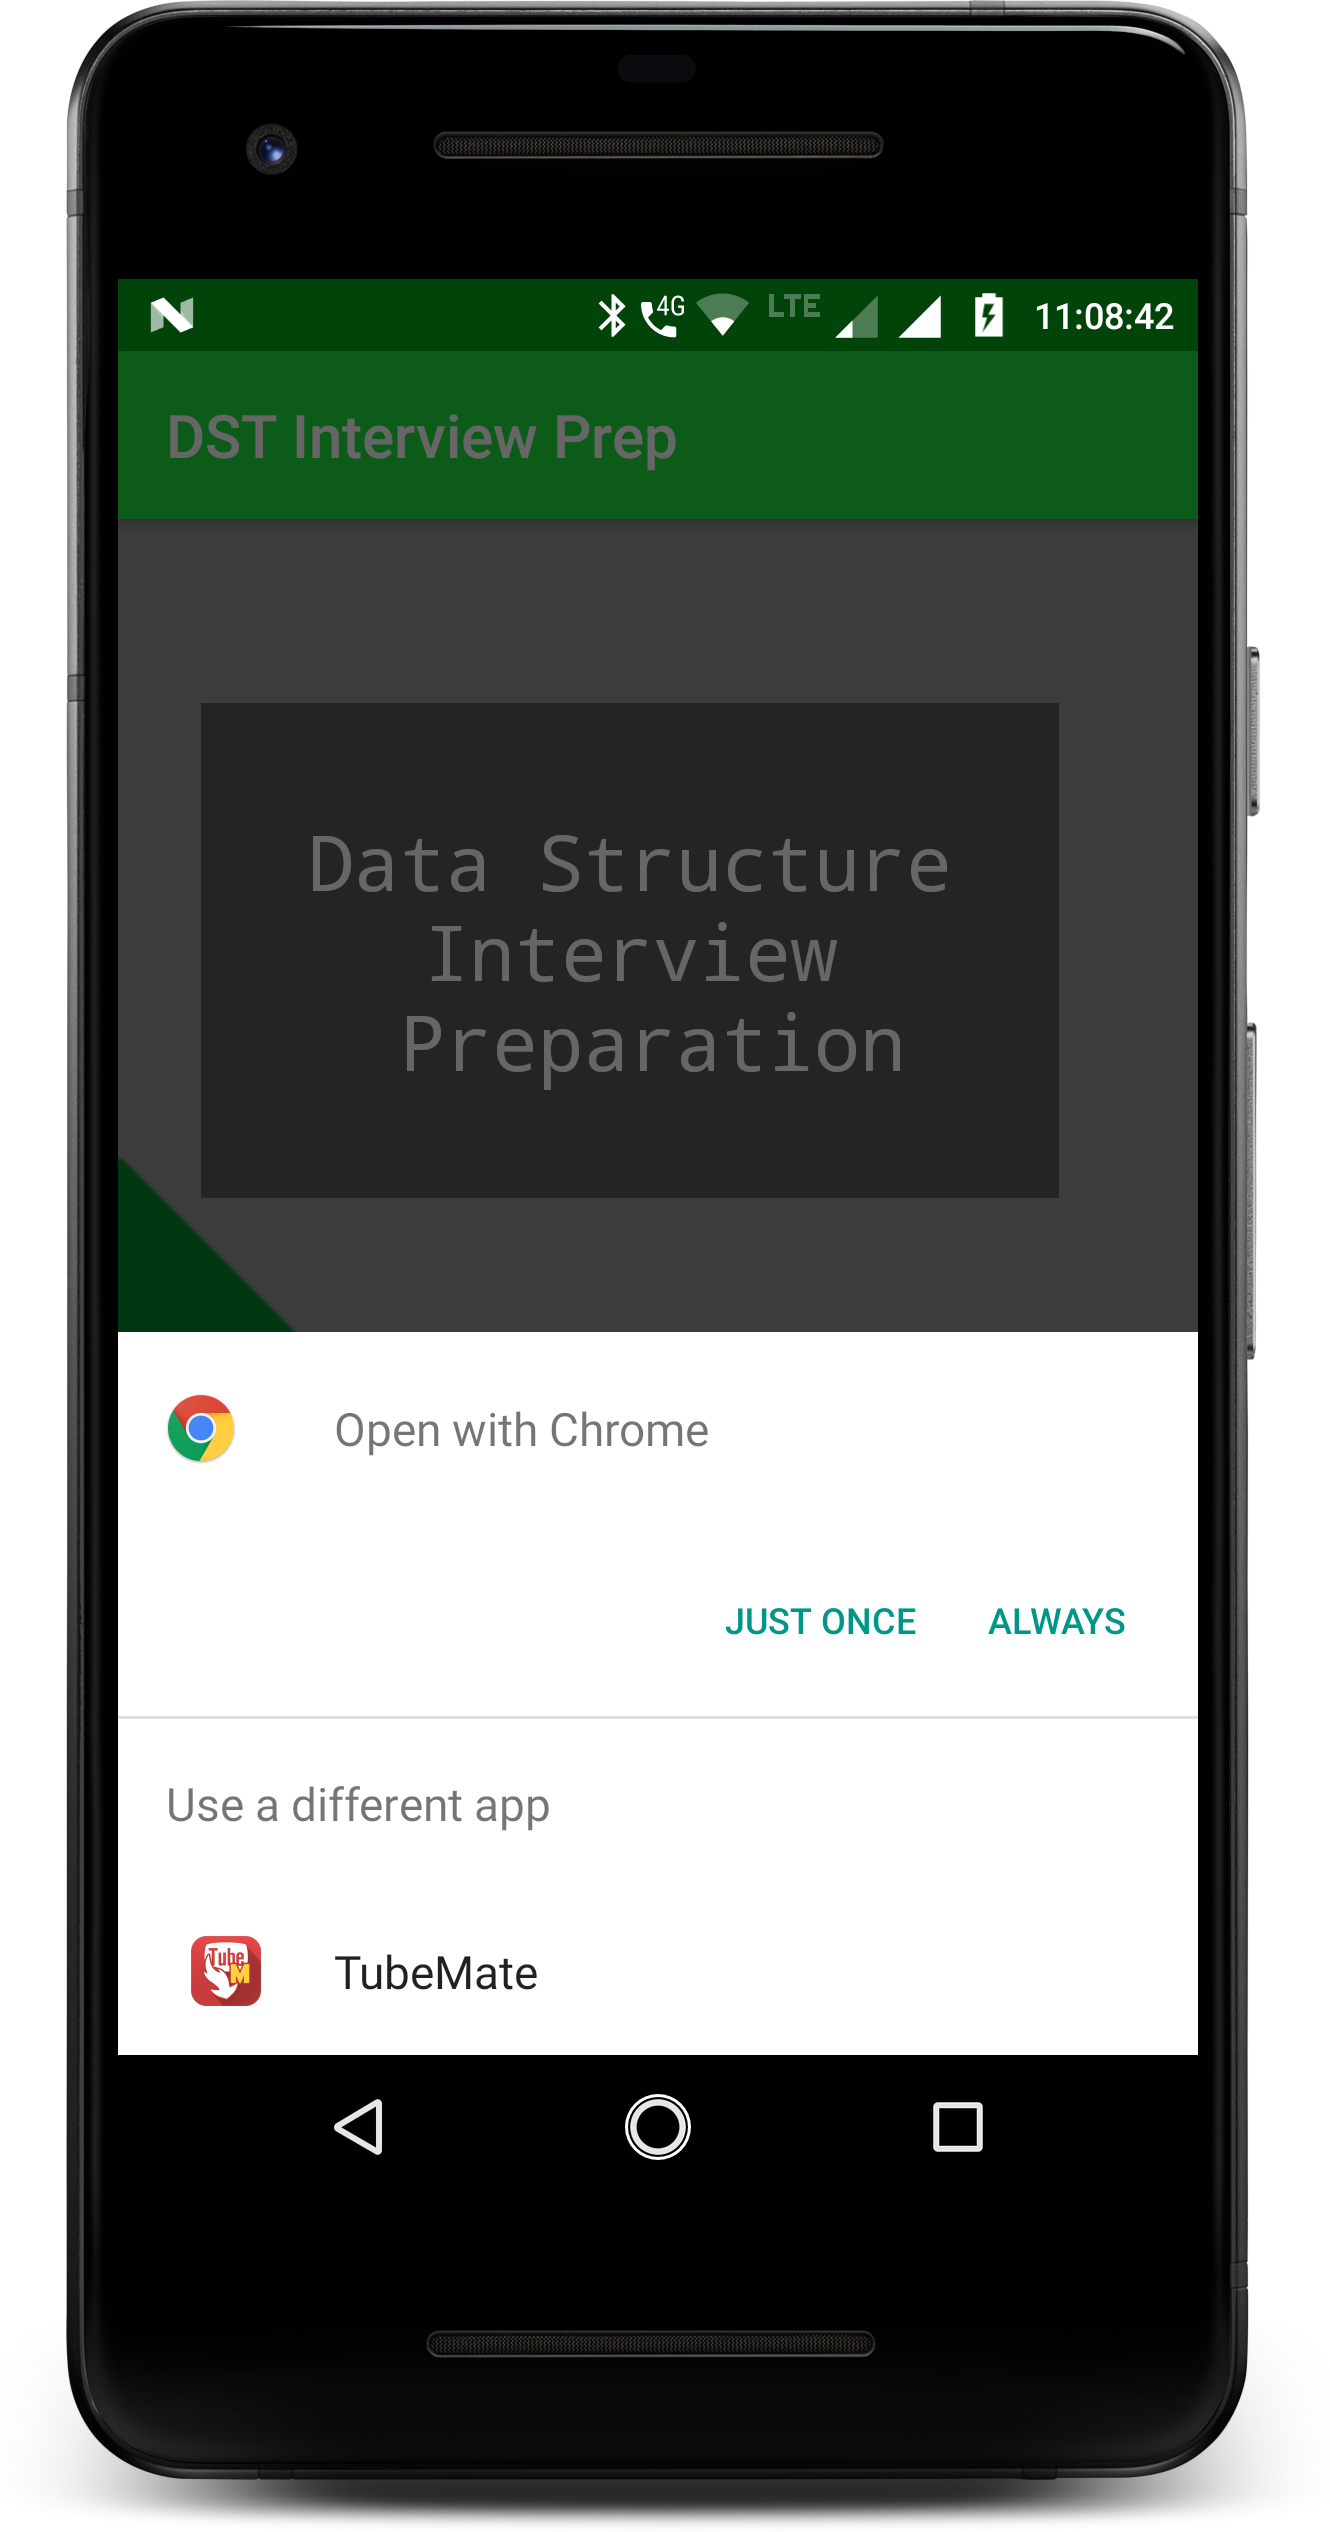 4G LTE 11:08:42
DST Interview Prep
Data Structure
Interview
Preparation
Open with Chrome
JUST ONCE ALWAYS
Use a different app
Tube
M
TubeMate